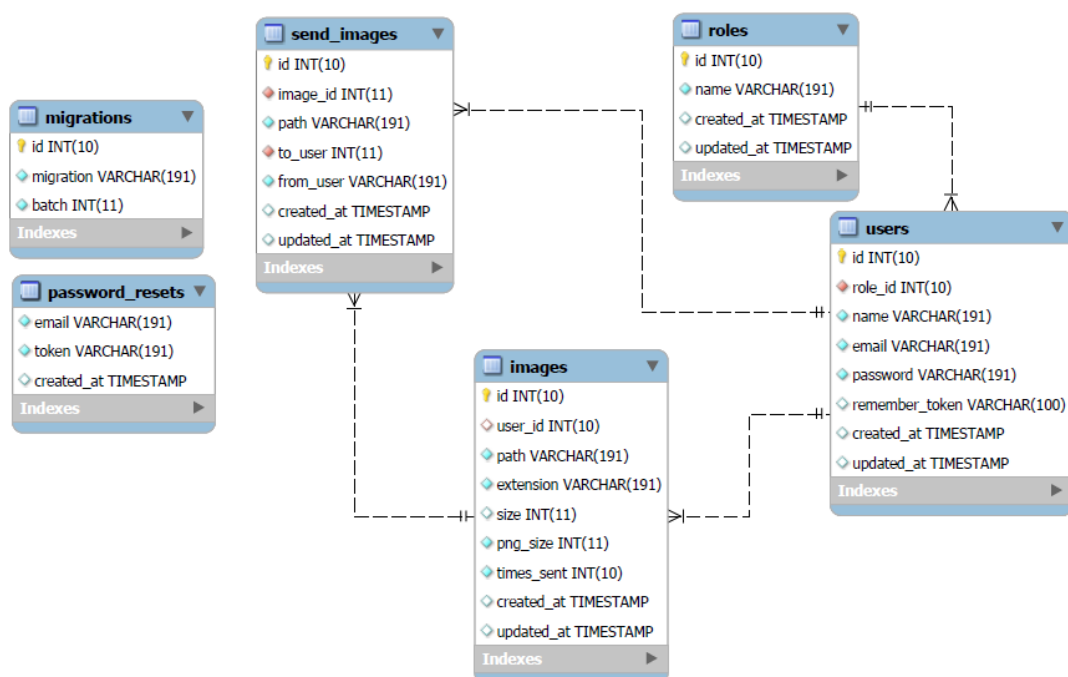 migrations
id INT(10)
migration VARCHAR(191)
batch INT(11)
Indexes
password_resets
email VARCHAR(191)
token VARCHAR(191)
created_at TIMESTAMP
Indexes
send_images
id INT(10)
image_id INT(11)
path VARCHAR(191)
to_user INT(11)
from_user VARCHAR(191)
created_at TIMESTAMP
updated_at TIMESTAMP
Indexes
images
id INT(10)
user_id INT(10)
path VARCHAR(191)
extension VARCHAR(191)
size INT(11)
png_size INT(11)
times_sent INT(10)
created_at TIMESTAMP
updated_at TIMESTAMP
Indexes
roles
id INT(10)
name VARCHAR(191)
created_at TIMESTAMP
updated_at TIMESTAMP
Indexes
users
id INT(10)
role_id INT(10)
name VARCHAR(191)
email VARCHAR(191)
password VARCHAR(191)
remember_token VARCHAR(100)
created_at TIMESTAMP
updated_at TIMESTAMP
Indexes